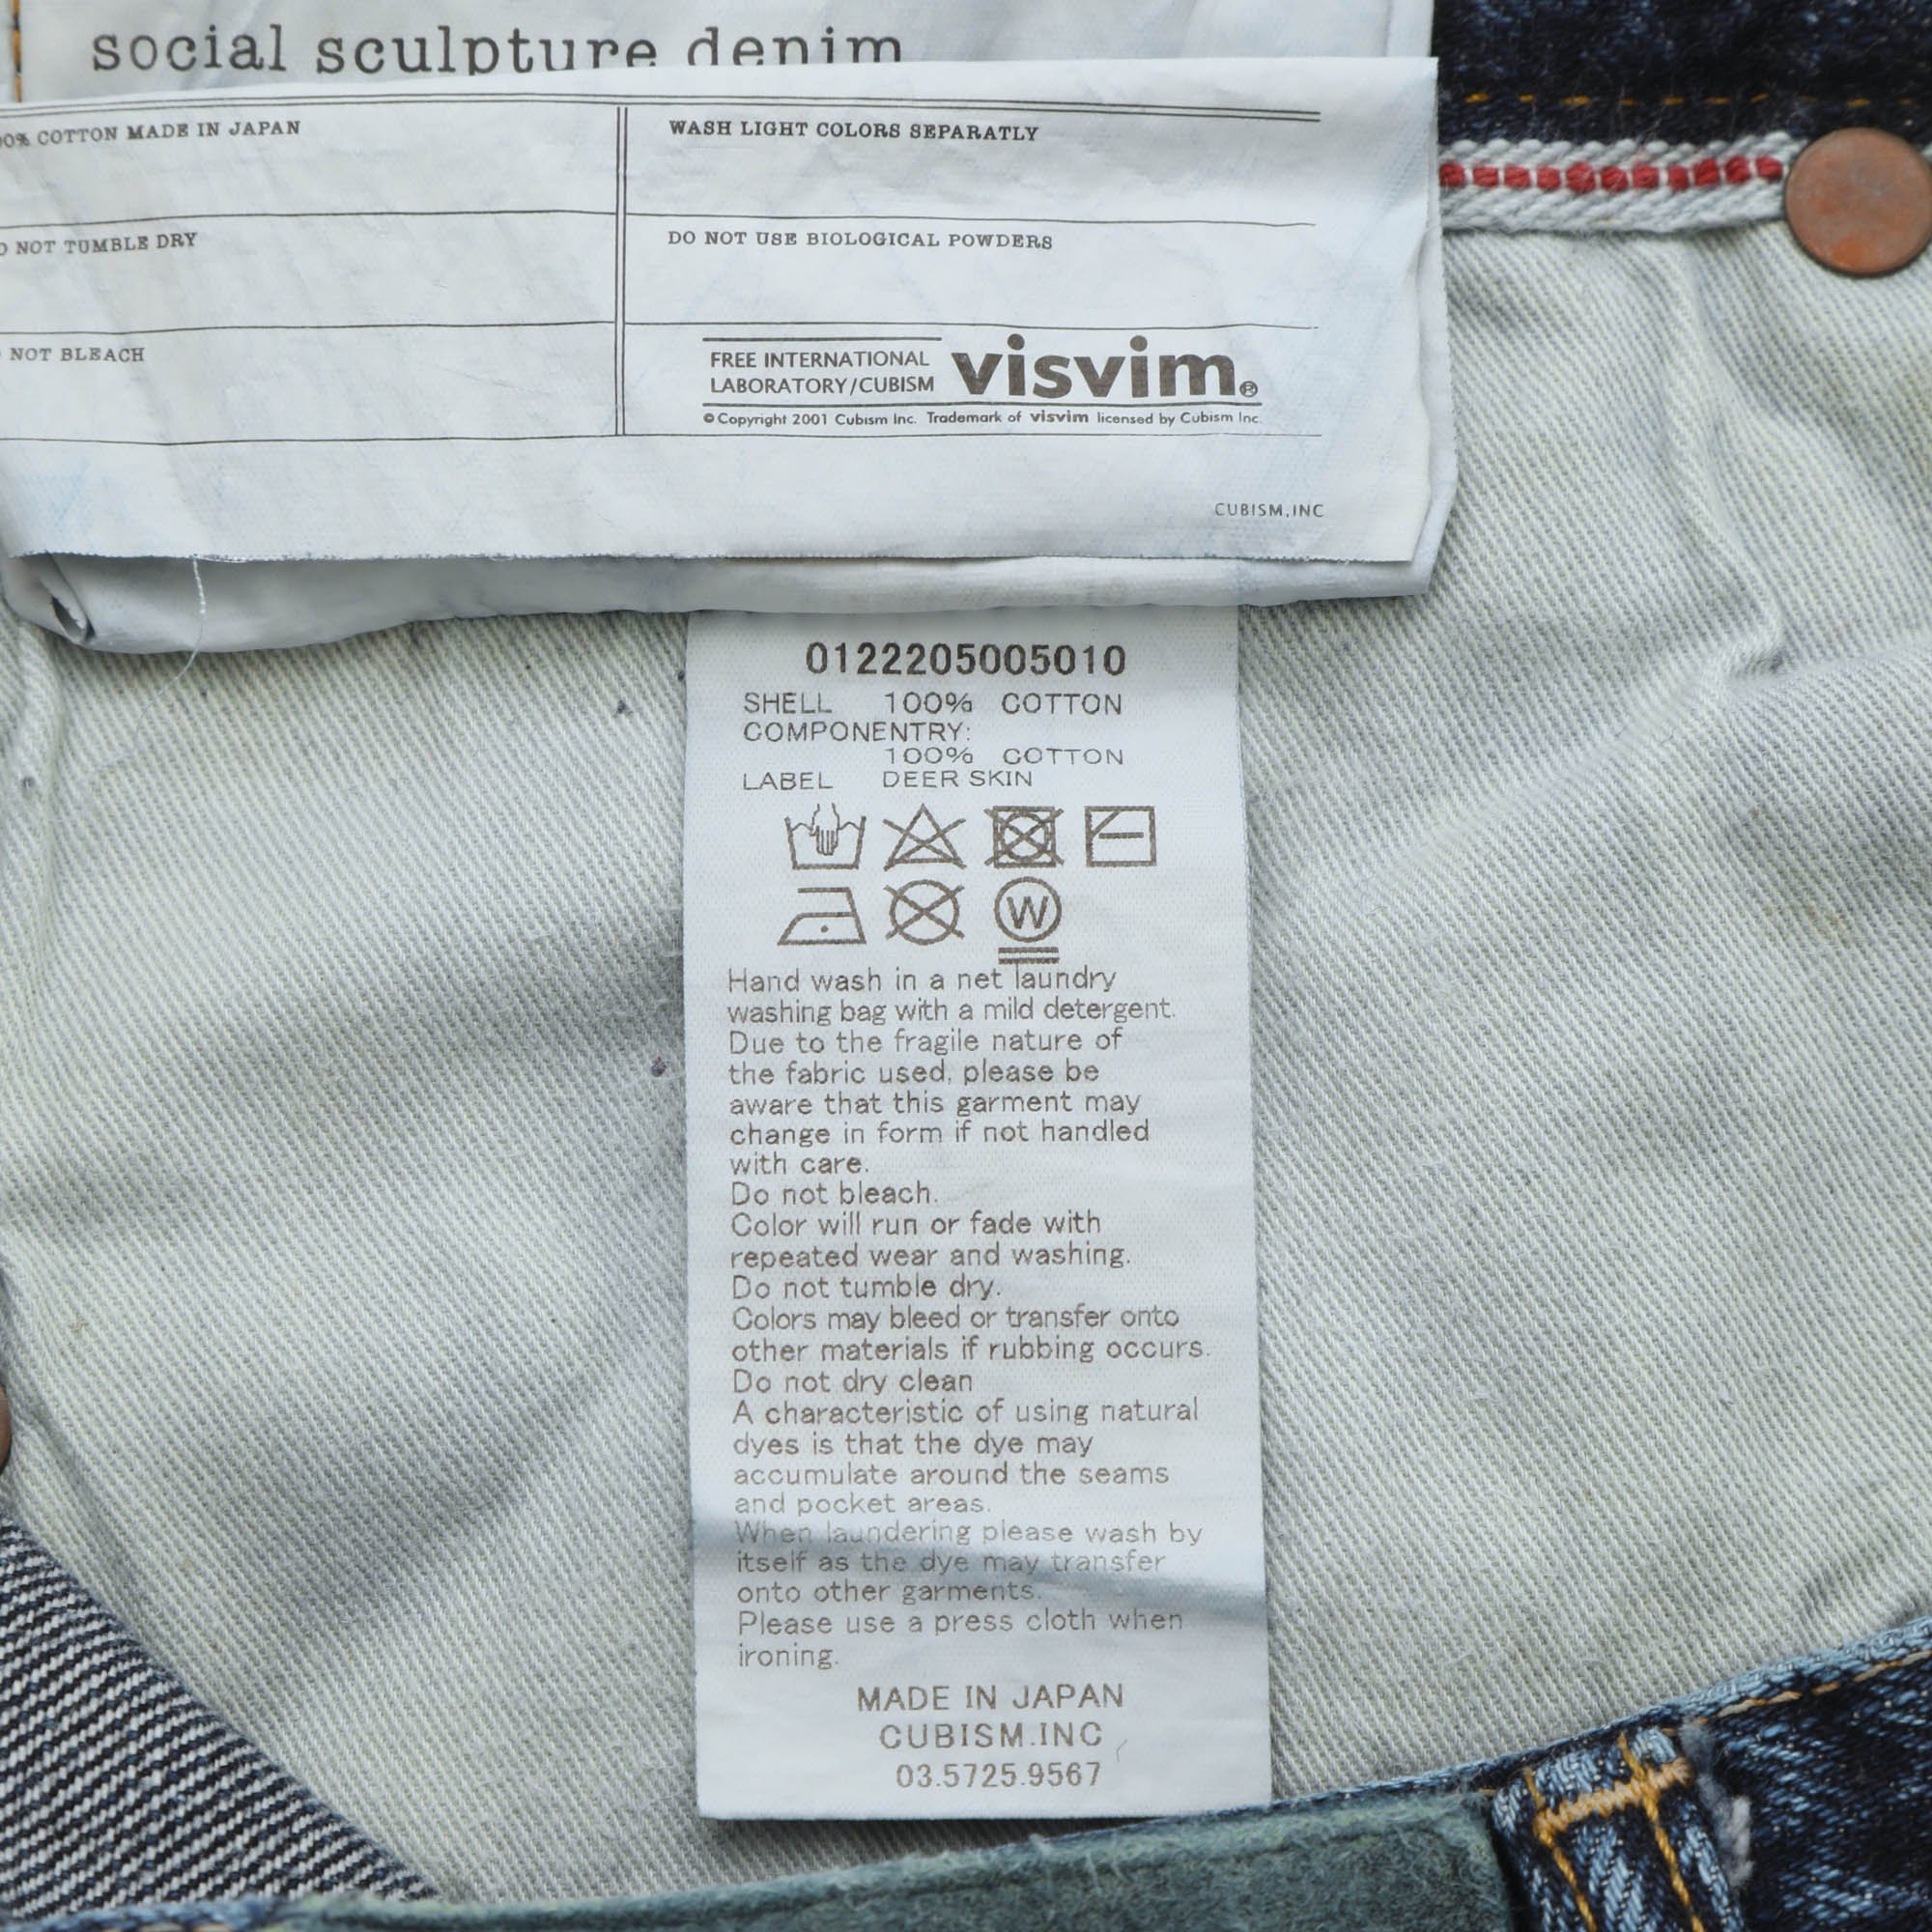 social sculpture denim
COTTON MADE IN JAPAN
WASH LIGHT COLORS SEPARATLY
NOT TUMBLE DRY
DO NOT USE BIOLOGICAL POWDERS
NOT BLEACH
FREE INTERNATIONAL
LABORATORY/CUBISM
visvim®
©Copyright 2001 Cubism Inc. Trademark of visvim licensed by Cubism Inc.
CUBISM,INC
0122205005010
SHELL 100% COTTON
COMPONENTRY:
100% COTTON
LABEL DEER SKIN
W
Hand wash in a net laundry
washing bag with a mild detergent.
Due to the fragile nature of
the fabric used, please be
aware that this garment may
change in form if not handled
with care.
Do not bleach.
Color will run or fade with
repeated wear and washing.
Do not tumble dry.
Colors may bleed or transfer onto
other materials if rubbing occurs.
Do not dry clean
A characteristic of using natural
dyes is that the dye may
accumulate around the seams
and pocket areas.
When laundering please wash by
itself as the dye may transfer
onto other garments.
Please use a press cloth when
ironing.
MADE IN JAPAN
CUBISM.INC
03.5725.9567